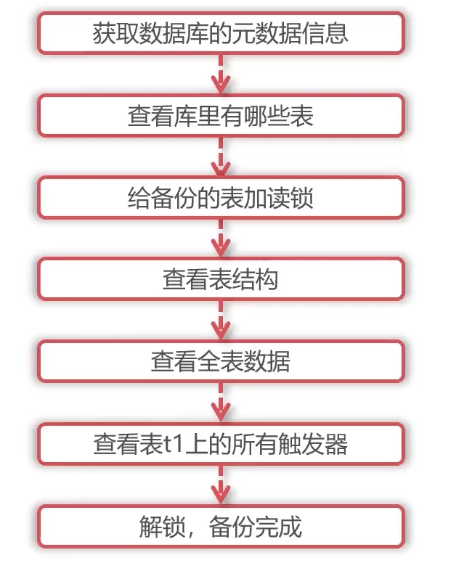 获取数据库的元数据信息
查看库里有哪些表
给备份的表加读锁
查看表结构
查看全表数据
查看表t1上的所有触发器
解锁，备份完成